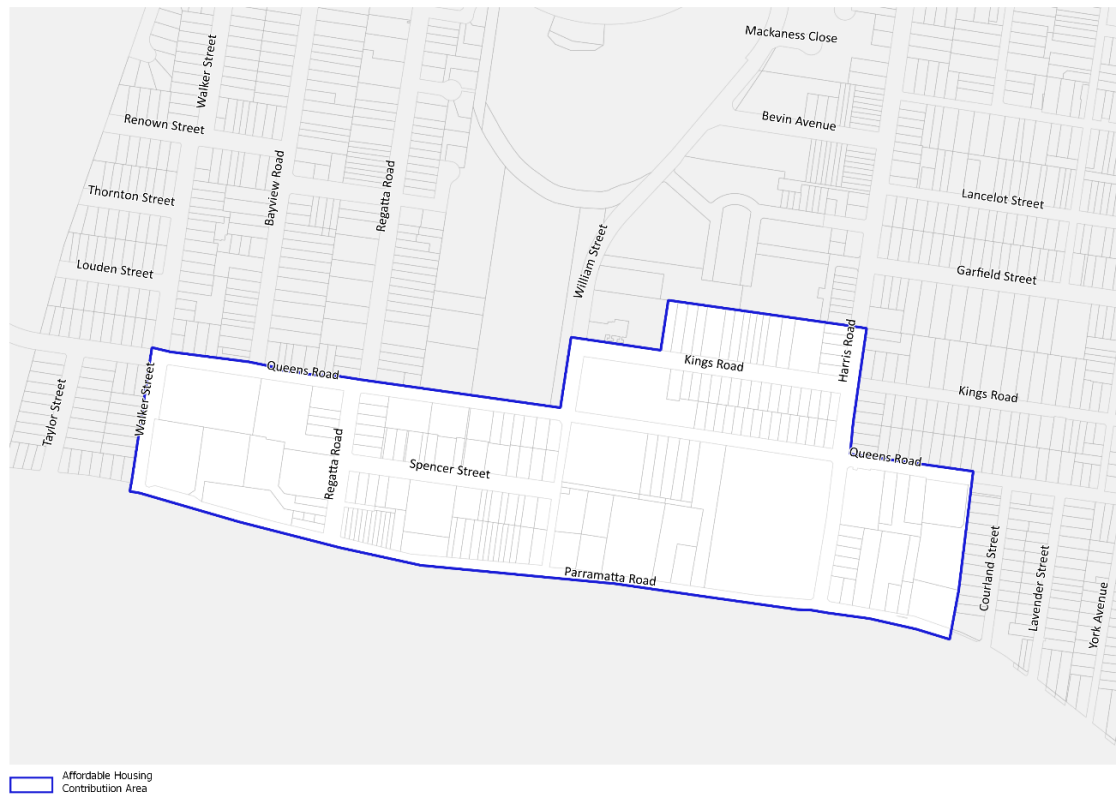 Mackaness Close
Walker Street
Renown Street
Bevin Avenue
Bayview Road
Regatta Road
Thornton Street
Lancelot Street
Louden Street
William Street
Garfield Street
Harris Road
Kings Road
Queens Road
Walker Street
Taylor Street
Kings Road
Regatta Road
Spencer Street
Queens Road
Parramatta Road
Courland Street
Lavender Street
York Avenue
Affordable Housing
Contribution Area